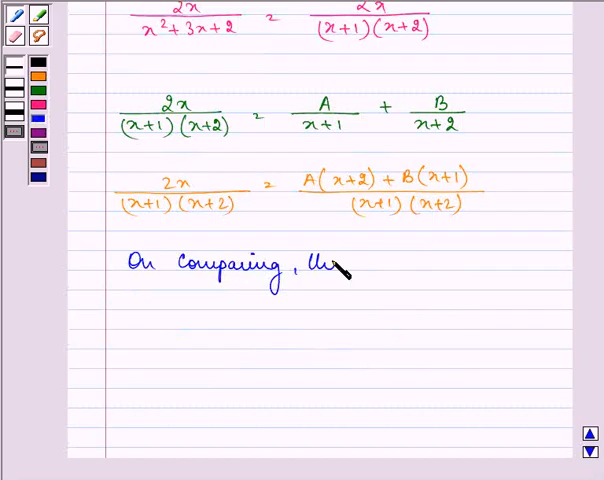 2x / x² + 3x + 2 = 2x / (x+1)(x+2)
2x / (x+1)(x+2) = A / x+1 + B / x+2
2x / (x+1)(x+2) = A(x+2) + B(x+1) / (x+1)(x+2)
On comparing,